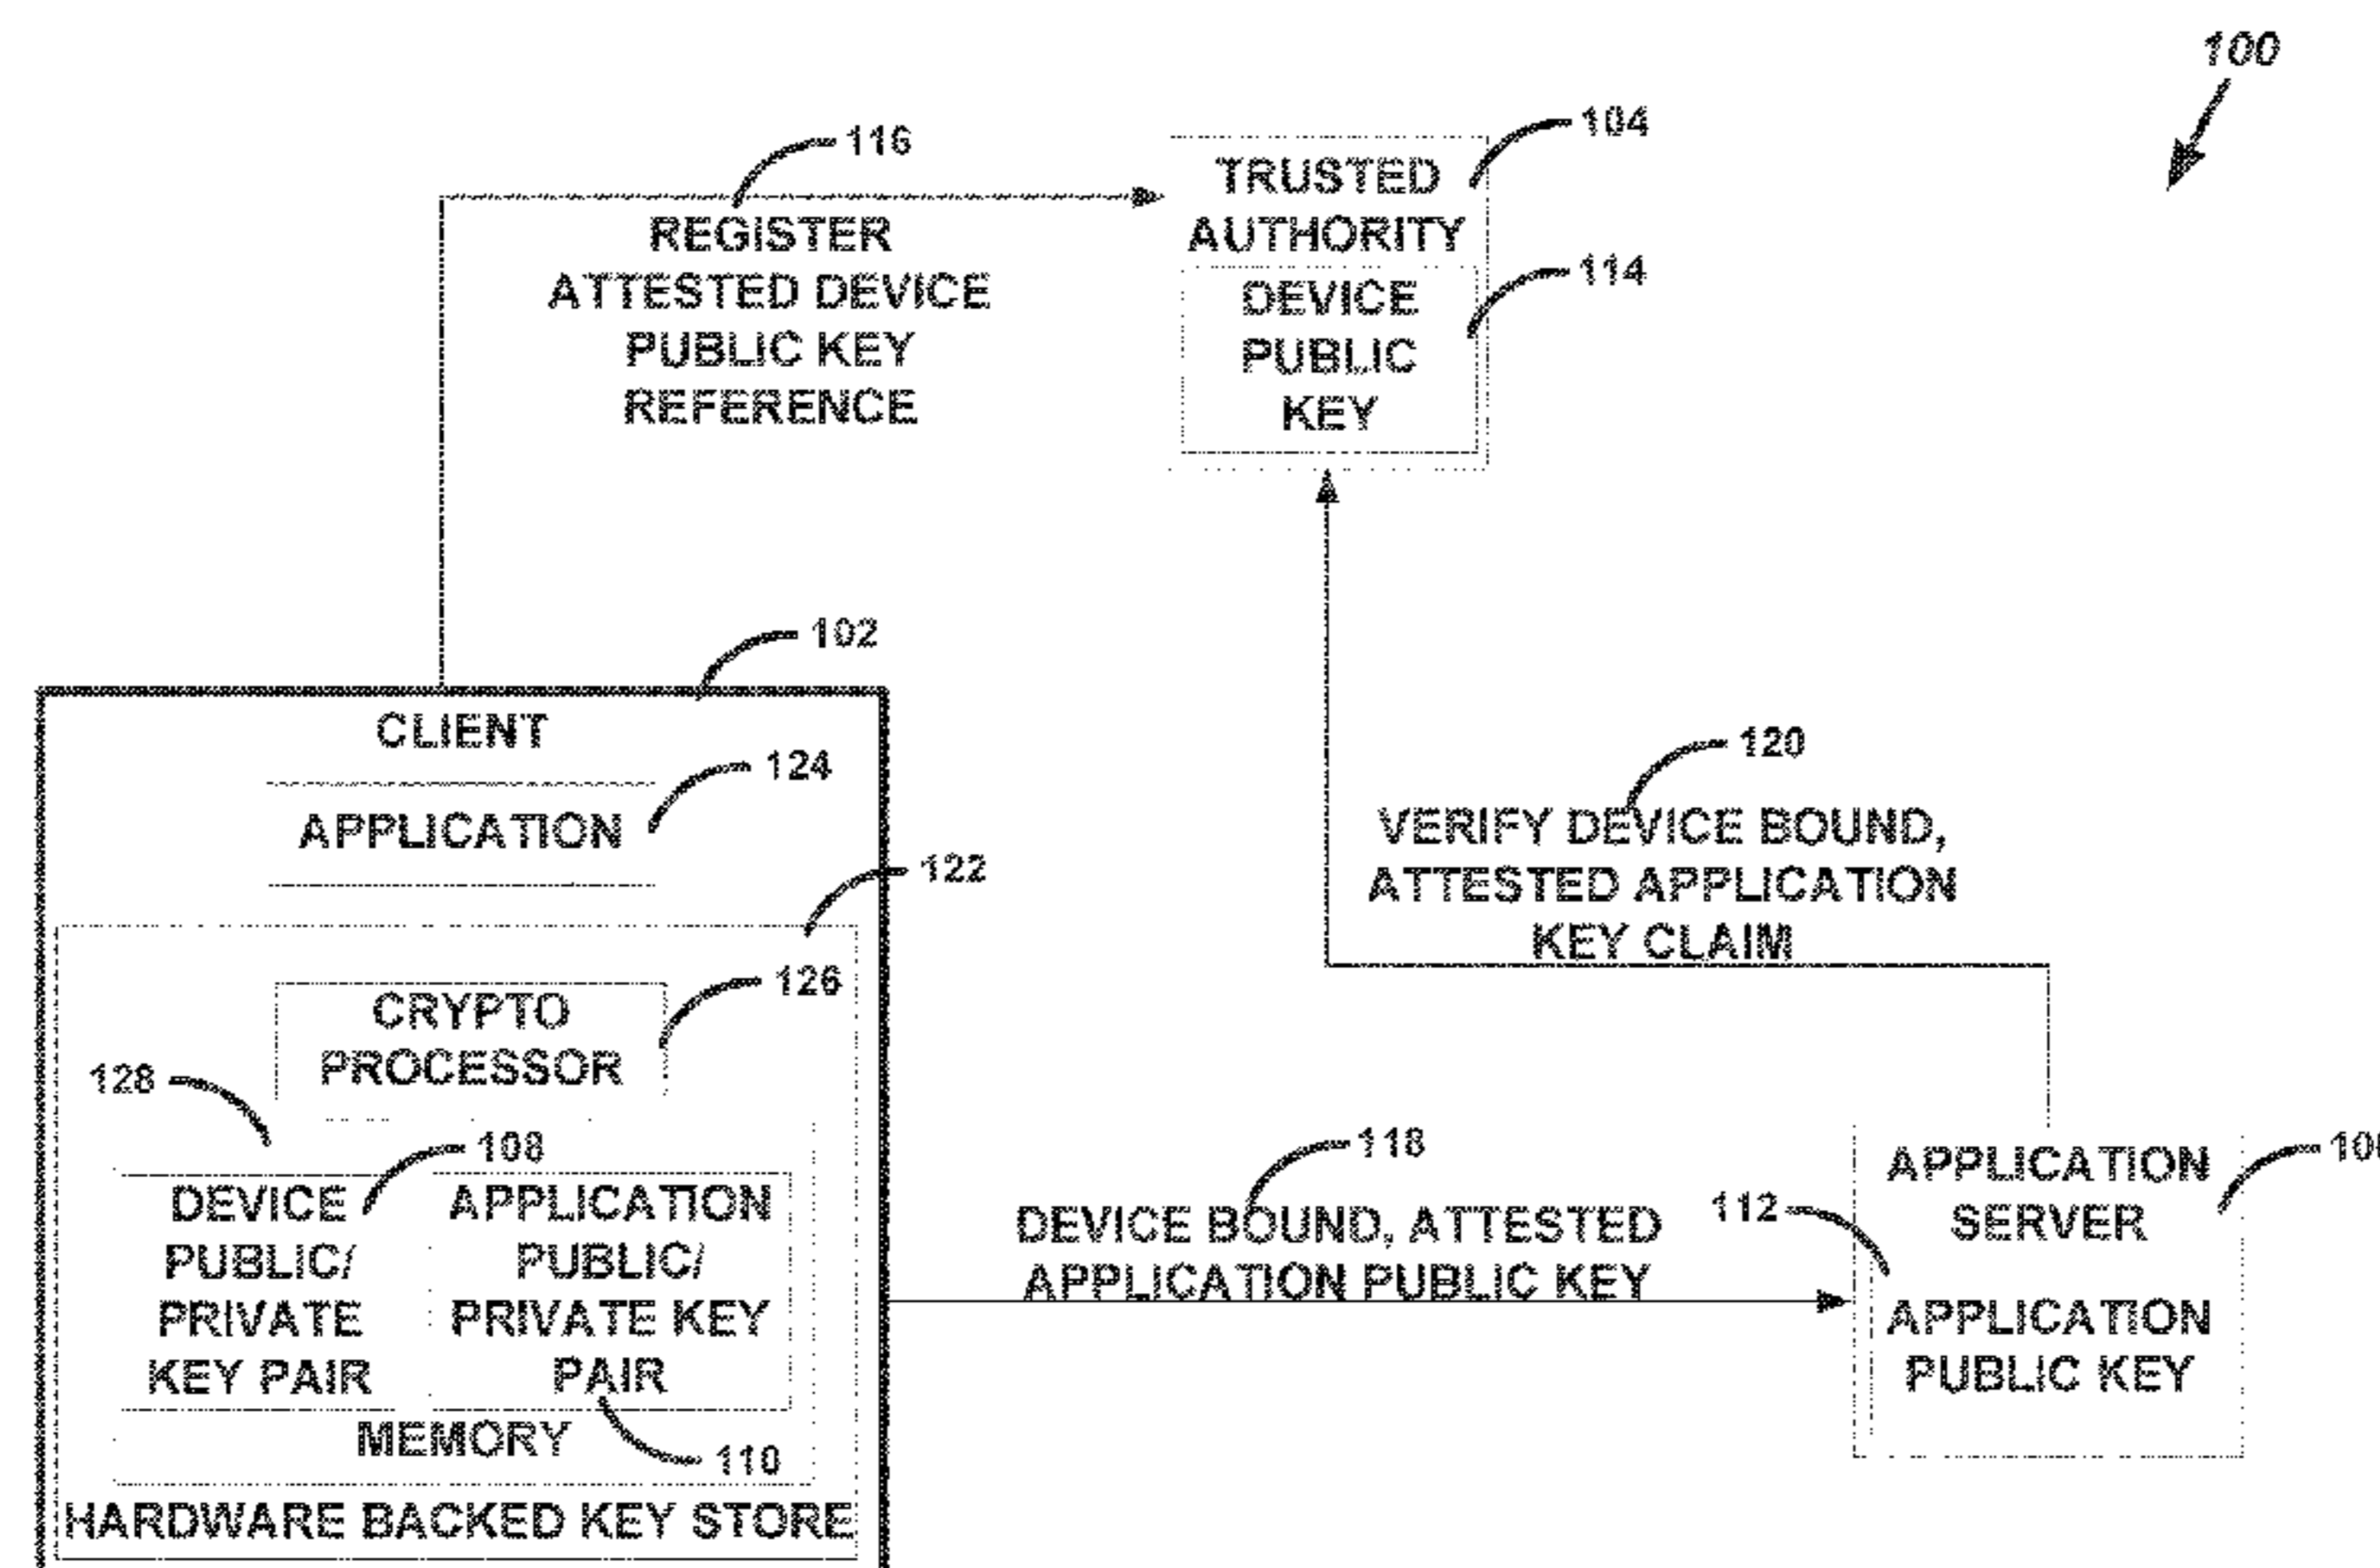 100
116
104
TRUSTED
AUTHORITY
REGISTER
ATTESTED DEVICE
PUBLIC KEY
REFERENCE
114
DEVICE
PUBLIC
KEY
102
CLIENT
124
APPLICATION
122
120
VERIFY DEVICE BOUND,
ATTESTED APPLICATION
KEY CLAIM
126
CRYPTO
PROCESSOR
128
108
DEVICE
PUBLIC/
PRIVATE
KEY PAIR
APPLICATION
PUBLIC/
PRIVATE KEY
PAIR
MEMORY
110
HARDWARE BACKED KEY STORE
118
DEVICE BOUND, ATTESTED
APPLICATION PUBLIC KEY
112
APPLICATION
SERVER
APPLICATION
PUBLIC KEY